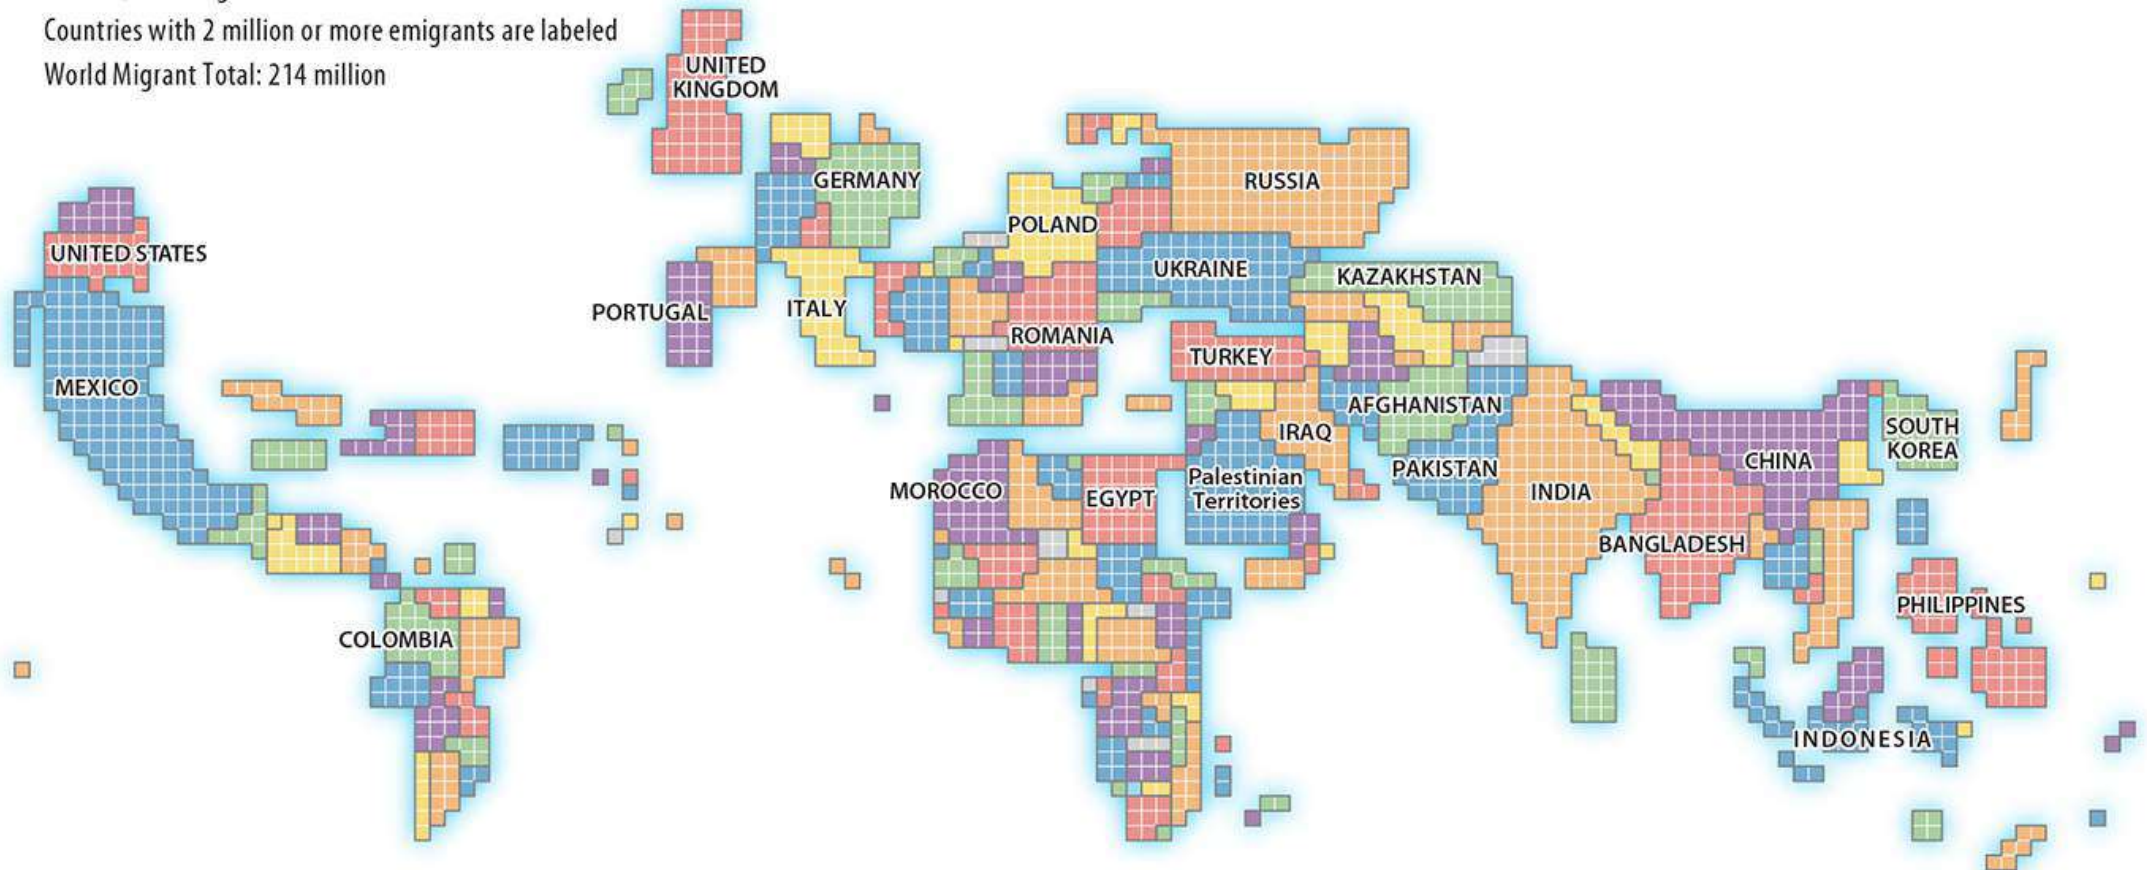 Countries with 2 million or more emigrants are labeled
World Migrant Total: 214 million
UNITED
KINGDOM
GERMANY
RUSSIA
POLAND
UNITED STATES
UKRAINE
KAZAKHSTAN
PORTUGAL
ITALY
ROMANIA
TURKEY
MEXICO
AFGHANISTAN
IRAQ
SOUTH
KOREA
CHINA
PAKISTAN
MOROCCO
EGYPT
Palestinian
Territories
INDIA
BANGLADESH
PHILIPPINES
COLOMBIA
INDONESIA